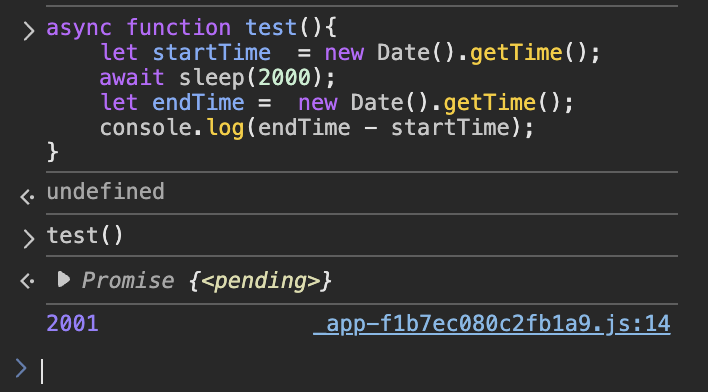 async function test(){
    let startTime  = new Date().getTime();
    await sleep(2000);
    let endTime =  new Date().getTime();
    console.log(endTime - startTime);
}
undefined
test()
Promise {<pending>}
2001 _app-f1b7ec080c2fb1a9.js:14